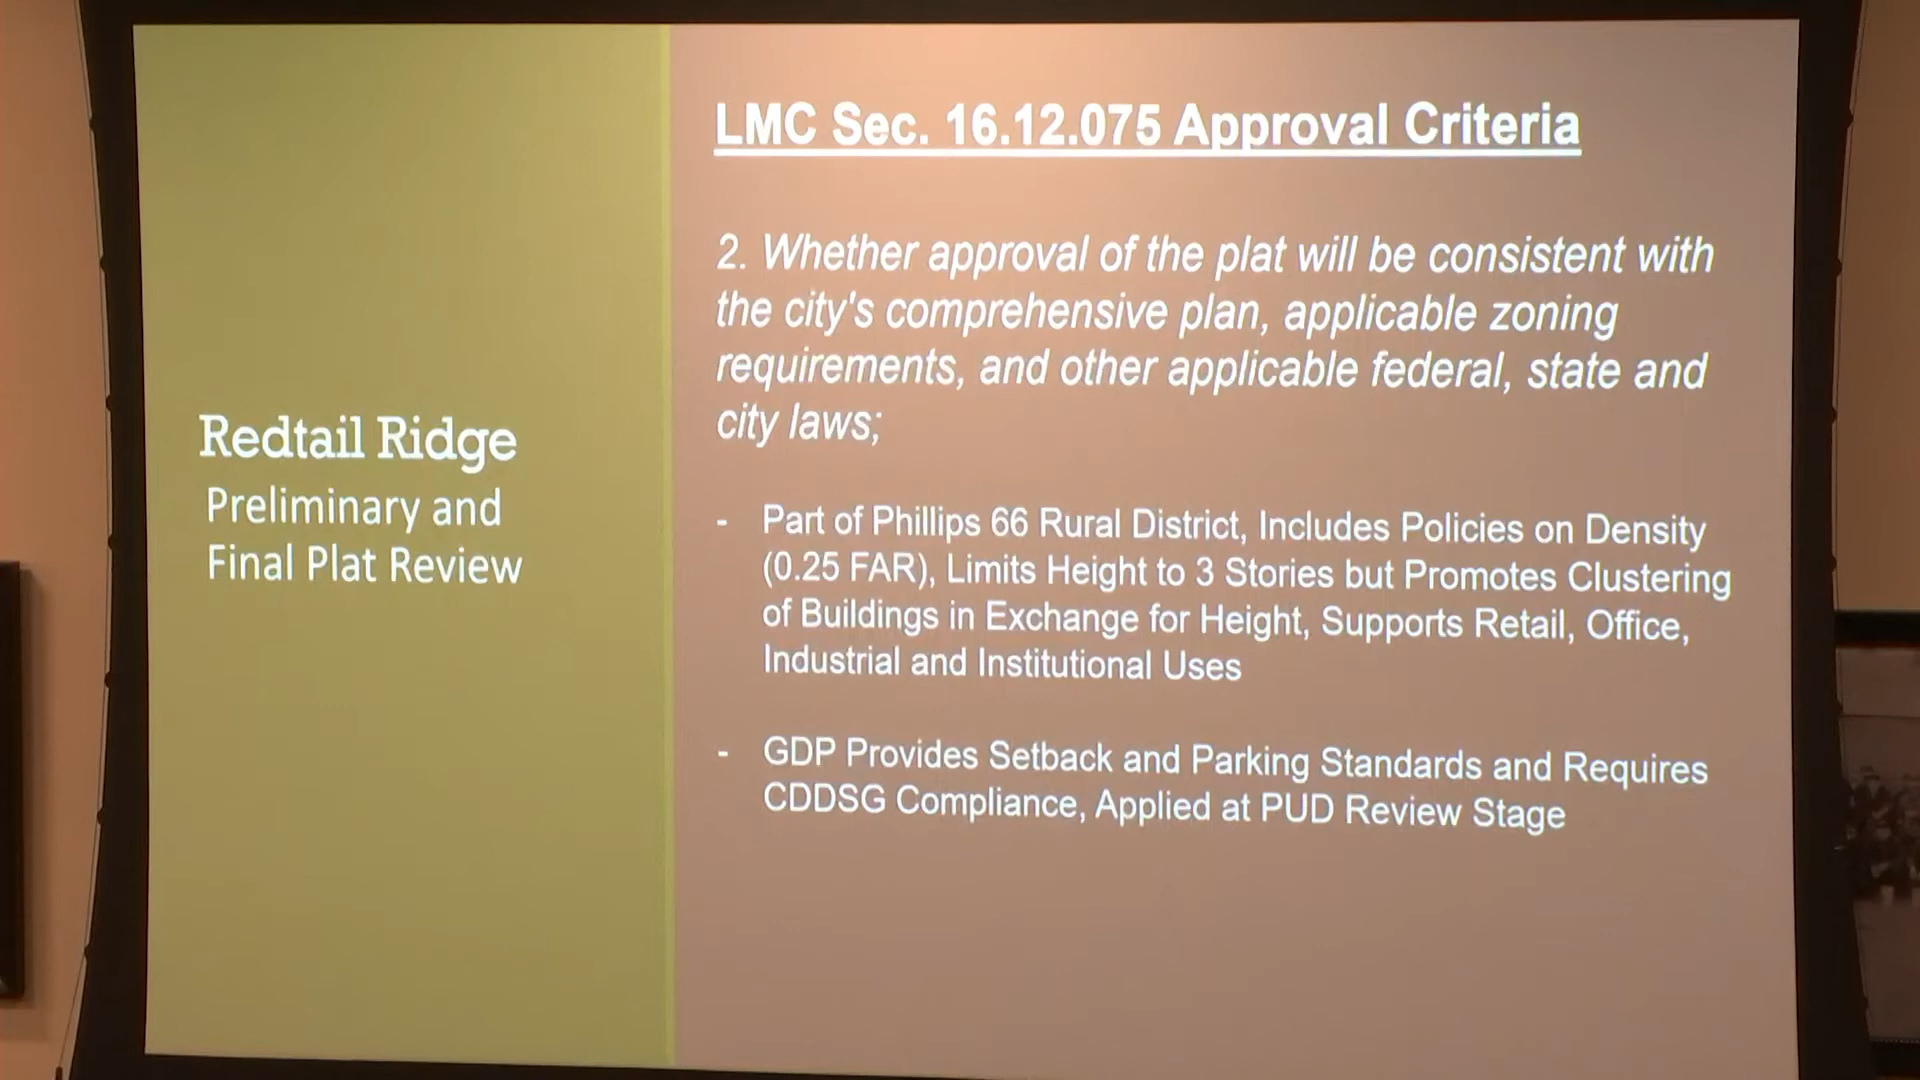 Redtail Ridge
Preliminary and
Final Plat Review
LMC Sec. 16.12.075 Approval Criteria
2. Whether approval of the plat will be consistent with
the city's comprehensive plan, applicable zoning
requirements, and other applicable federal, state and
city laws;
- Part of Phillips 66 Rural District, Includes Policies on Density
(0.25 FAR), Limits Height to 3 Stories but Promotes Clustering
of Buildings in Exchange for Height, Supports Retail, Office,
Industrial and Institutional Uses
- GDP Provides Setback and Parking Standards and Requires
CDDSG Compliance, Applied at PUD Review Stage